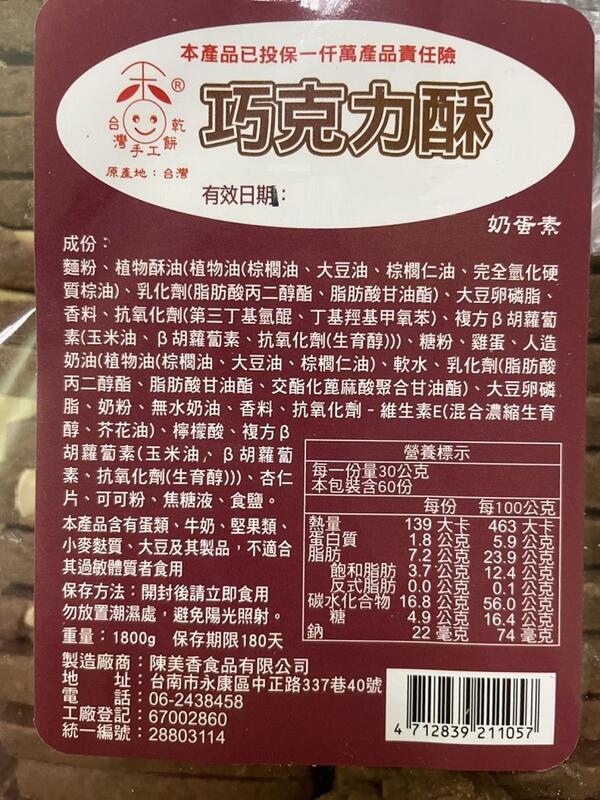 本產品已投保一仟萬產品責任險
®
台灣手工乾餅
巧克力酥
原產地：台灣
有效日期：
奶蛋素
成份：
麵粉、植物酥油(植物油(棕櫚油、大豆油、棕櫚仁油、完全氫化硬
質棕油)、乳化劑(脂肪酸丙二醇酯、脂肪酸甘油酯)、大豆卵磷脂、
香料、抗氧化劑(第三丁基氫醌、丁基羥基甲氧苯)、複方β胡蘿蔔
素(玉米油、β胡蘿蔔素、抗氧化劑(生育醇)))、糖粉、雞蛋、人造
奶油(植物油(棕櫚油、大豆油、棕櫚仁油)、軟水、乳化劑(脂肪酸
丙二醇酯、脂肪酸甘油酯、交酯化蓖麻酸聚合甘油酯)、大豆卵磷
脂、奶粉、無水奶油、香料、抗氧化劑-維生素E(混合濃縮生育
醇、芥花油)、檸檬酸、複方β
胡蘿蔔素(玉米油、β胡蘿蔔
素、抗氧化劑(生育醇)))、杏仁
片、可可粉、焦糖液、食鹽。
本產品含有蛋類、牛奶、堅果類、
小麥麩質、大豆及其製品，不適合
其過敏體質者食用
保存方法：開封後請立即食用
勿放置潮濕處，避免陽光照射。
重量：1800g 保存期限180天
營養標示
每一份量30公克
本包裝含60份
每份 每100公克
熱量 139 大卡 463 大卡
蛋白質 1.8 公克 5.9 公克
脂肪 7.2 公克 23.9 公克
飽和脂肪 3.7 公克 12.4 公克
反式脂肪 0.0 公克 0.1 公克
碳水化合物 16.8 公克 56.0 公克
糖 4.9 公克 16.4 公克
鈉 22 毫克 74 毫克
製造廠商：陳美香食品有限公司
地 址：台南市永康區中正路337巷40號
電 話：06-2438458
工廠登記：67002860
統一編號：28803114
4 712839 211057